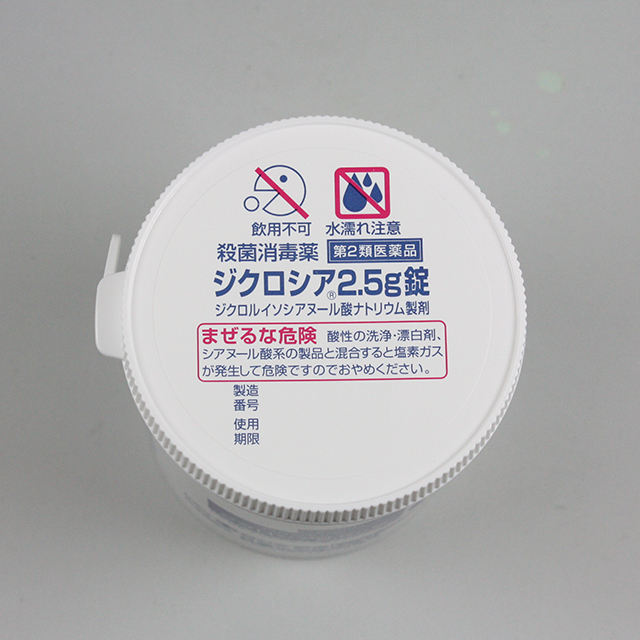 飲用不可 水濡れ注意
殺菌消毒薬 第2類医薬品
ジクロシア®2.5g錠
ジクロルイソシアヌール酸ナトリウム製剤
まぜるな危険 酸性の洗浄・漂白剤、
シアヌール酸系の製品と混合すると塩素ガス
が発生して危険ですのでおやめください。
製造
番号
使用
期限